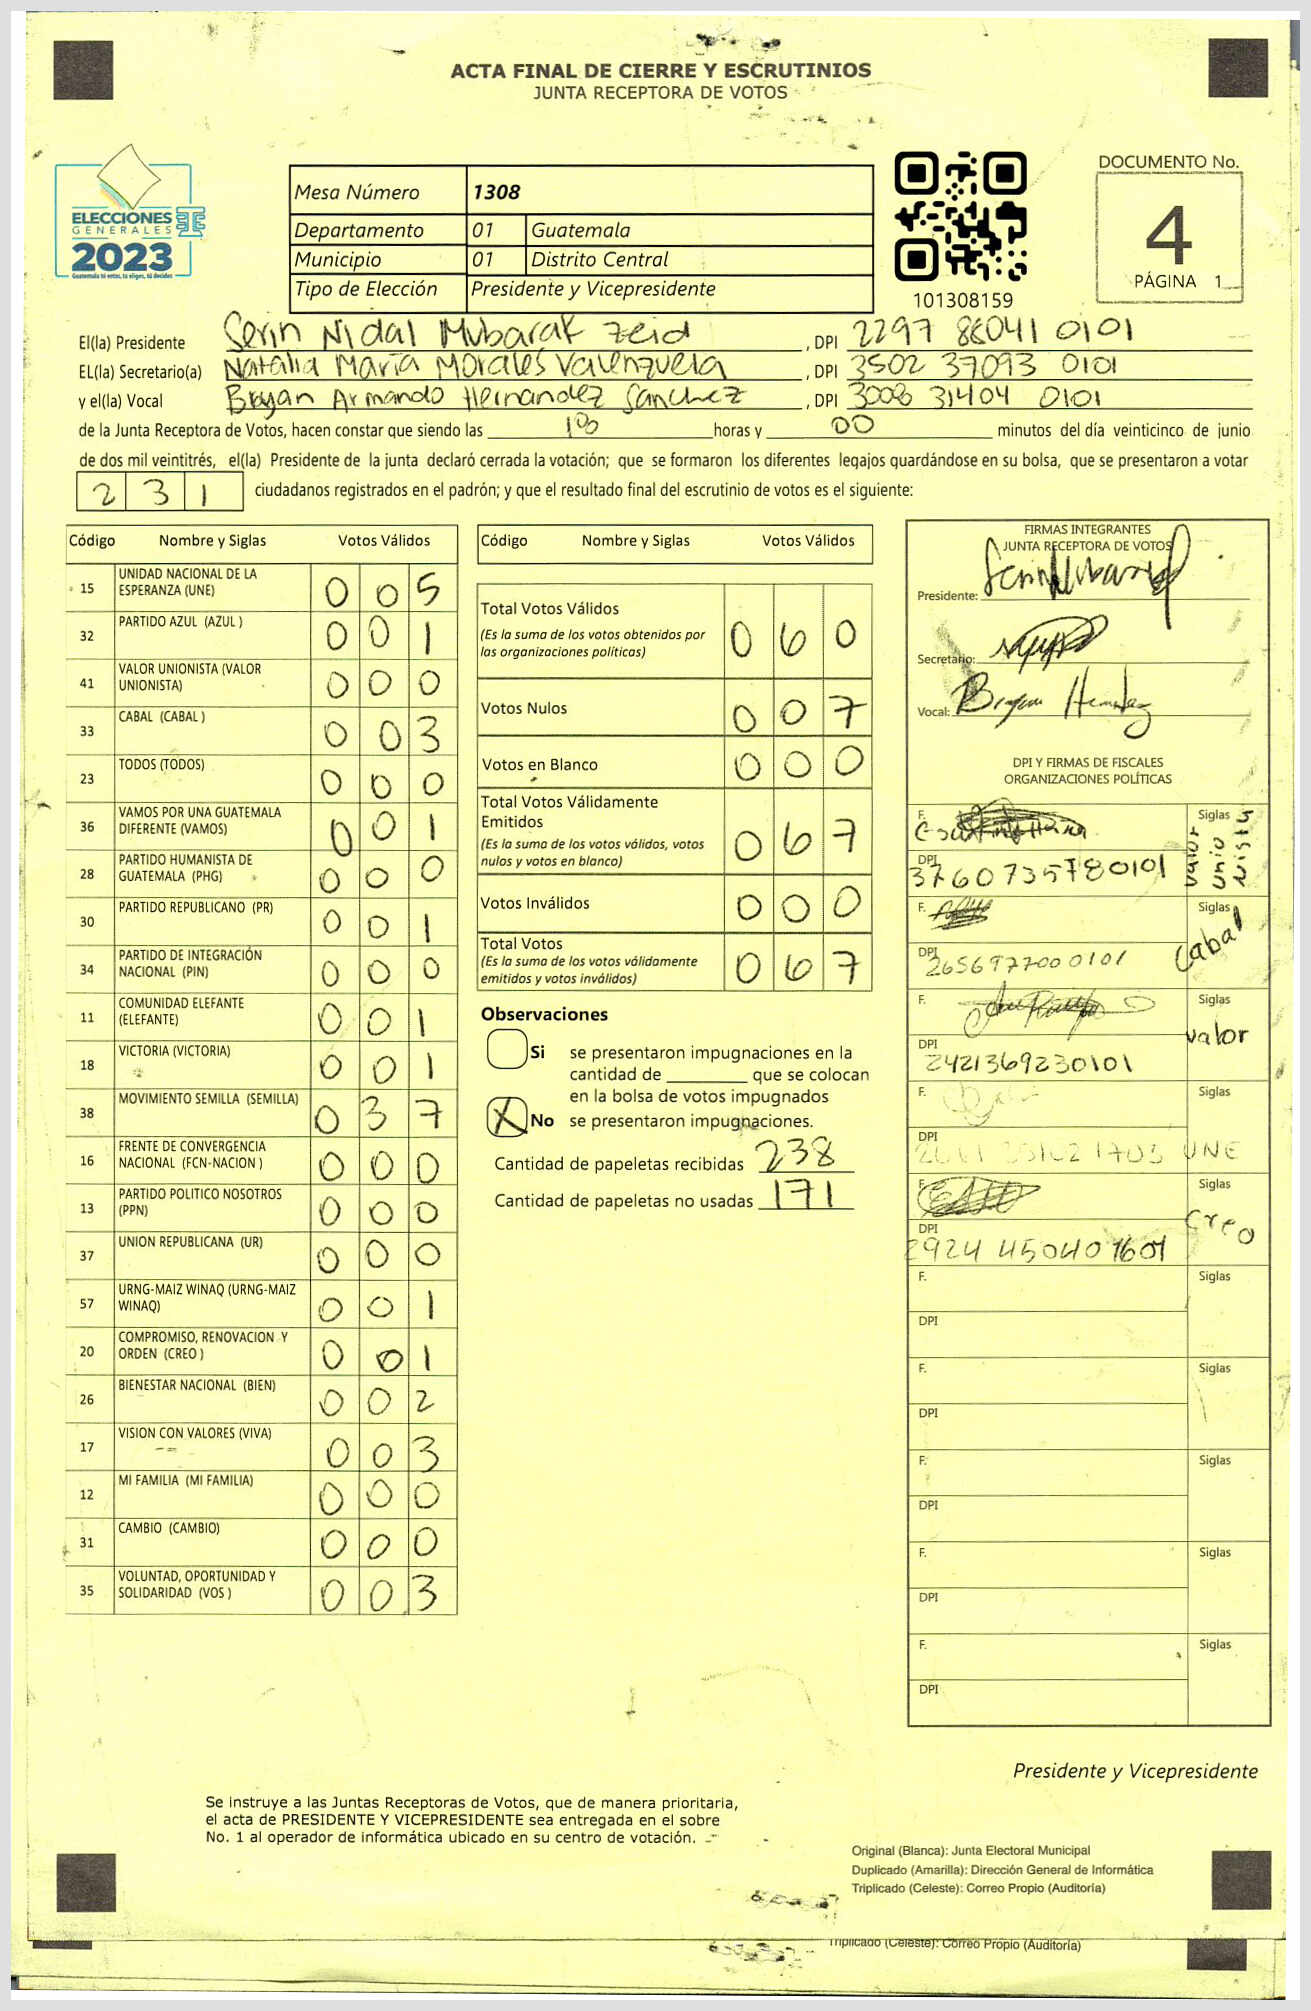 ACTA FINAL DE CIERRE Y ESCRUTINIOS
JUNTA RECEPTORA DE VOTOS
ELECCIONES
GENERALES
2023
Guatemala tú eres, tú eliges, tú decides
Mesa Número 1308
Departamento 01 Guatemala
Municipio 01 Distrito Central
Tipo de Elección Presidente y Vicepresidente
101308159
DOCUMENTO No.
4
PÁGINA 1
El(la) Presidente Serin Nidal Mubarak Zeid , DPI 2297 86041 0101
EL(la) Secretario(a) Natalia María Morales Valenzuela , DPI 3502 37093 0101
y el(la) Vocal Bryan Armando Hernandez Sanchez , DPI 3008 31404 0101
de la Junta Receptora de Votos, hacen constar que siendo las horas y 00 minutos del día veinticinco de junio
de dos mil veintitrés, el(la) Presidente de la junta declaró cerrada la votación; que se formaron los diferentes legajos guardándose en su bolsa, que se presentaron a votar
2 3 1 ciudadanos registrados en el padrón; y que el resultado final del escrutinio de votos es el siguiente:
Código Nombre y Siglas Votos Válidos
15 UNIDAD NACIONAL DE LA ESPERANZA (UNE) 0 0 5
32 PARTIDO AZUL (AZUL ) 0 0 1
41 VALOR UNIONISTA (VALOR UNIONISTA) 0 0 0
33 CABAL (CABAL ) 0 0 3
23 TODOS (TODOS) 0 0 0
36 VAMOS POR UNA GUATEMALA DIFERENTE (VAMOS) 0 0 1
28 PARTIDO HUMANISTA DE GUATEMALA (PHG) 0 0 0
30 PARTIDO REPUBLICANO (PR) 0 0 1
34 PARTIDO DE INTEGRACIÓN NACIONAL (PIN) 0 0 0
11 COMUNIDAD ELEFANTE (ELEFANTE) 0 0 1
18 VICTORIA (VICTORIA) 0 0 1
38 MOVIMIENTO SEMILLA (SEMILLA) 0 3 7
16 FRENTE DE CONVERGENCIA NACIONAL (FCN-NACION ) 0 0 0
13 PARTIDO POLITICO NOSOTROS (PPN) 0 0 0
37 UNION REPUBLICANA (UR) 0 0 0
57 URNG-MAIZ WINAQ (URNG-MAIZ WINAQ) 0 0 1
20 COMPROMISO, RENOVACION Y ORDEN (CREO ) 0 0 1
26 BIENESTAR NACIONAL (BIEN) 0 0 2
17 VISION CON VALORES (VIVA) 0 0 3
12 MI FAMILIA (MI FAMILIA) 0 0 0
31 CAMBIO (CAMBIO) 0 0 0
35 VOLUNTAD, OPORTUNIDAD Y SOLIDARIDAD (VOS ) 0 0 3
Código Nombre y Siglas Votos Válidos
Total Votos Válidos 0 6 0
(Es la suma de los votos obtenidos por
las organizaciones políticas)
Votos Nulos 0 0 7
Votos en Blanco 0 0 0
Total Votos Válidamente
Emitidos 0 6 7
(Es la suma de los votos válidos, votos
nulos y votos en blanco)
Votos Inválidos 0 0 0
Total Votos 0 6 7
(Es la suma de los votos válidamente
emitidos y votos inválidos)
Observaciones
Si se presentaron impugnaciones en la
cantidad de que se colocan
en la bolsa de votos impugnados
X No se presentaron impugnaciones.
Cantidad de papeletas recibidas 238
Cantidad de papeletas no usadas 171
FIRMAS INTEGRANTES
JUNTA RECEPTORA DE VOTOS
Presidente:
Secretario:
Vocal: Bryan Hernandez
DPI Y FIRMAS DE FISCALES
ORGANIZACIONES POLÍTICAS
F. Siglas valor unionista
DPI 3760735780101
F. Siglas Cabal
DPI 2656977000101
F. Siglas valor
DPI 2421369230101
F. Siglas UNE
DPI
F. Siglas Creo
DPI 2924 45040 1601
F. Siglas
DPI
F. Siglas
DPI
F. Siglas
DPI
F. Siglas
DPI
F. Siglas
DPI
Presidente y Vicepresidente
Se instruye a las Juntas Receptoras de Votos, que de manera prioritaria,
el acta de PRESIDENTE Y VICEPRESIDENTE sea entregada en el sobre
No. 1 al operador de informática ubicado en su centro de votación.
Original (Blanca): Junta Electoral Municipal
Duplicado (Amarilla): Dirección General de Informática
Triplicado (Celeste): Correo Propio (Auditoría)
Triplicado (Celeste): Correo Propio (Auditoría)